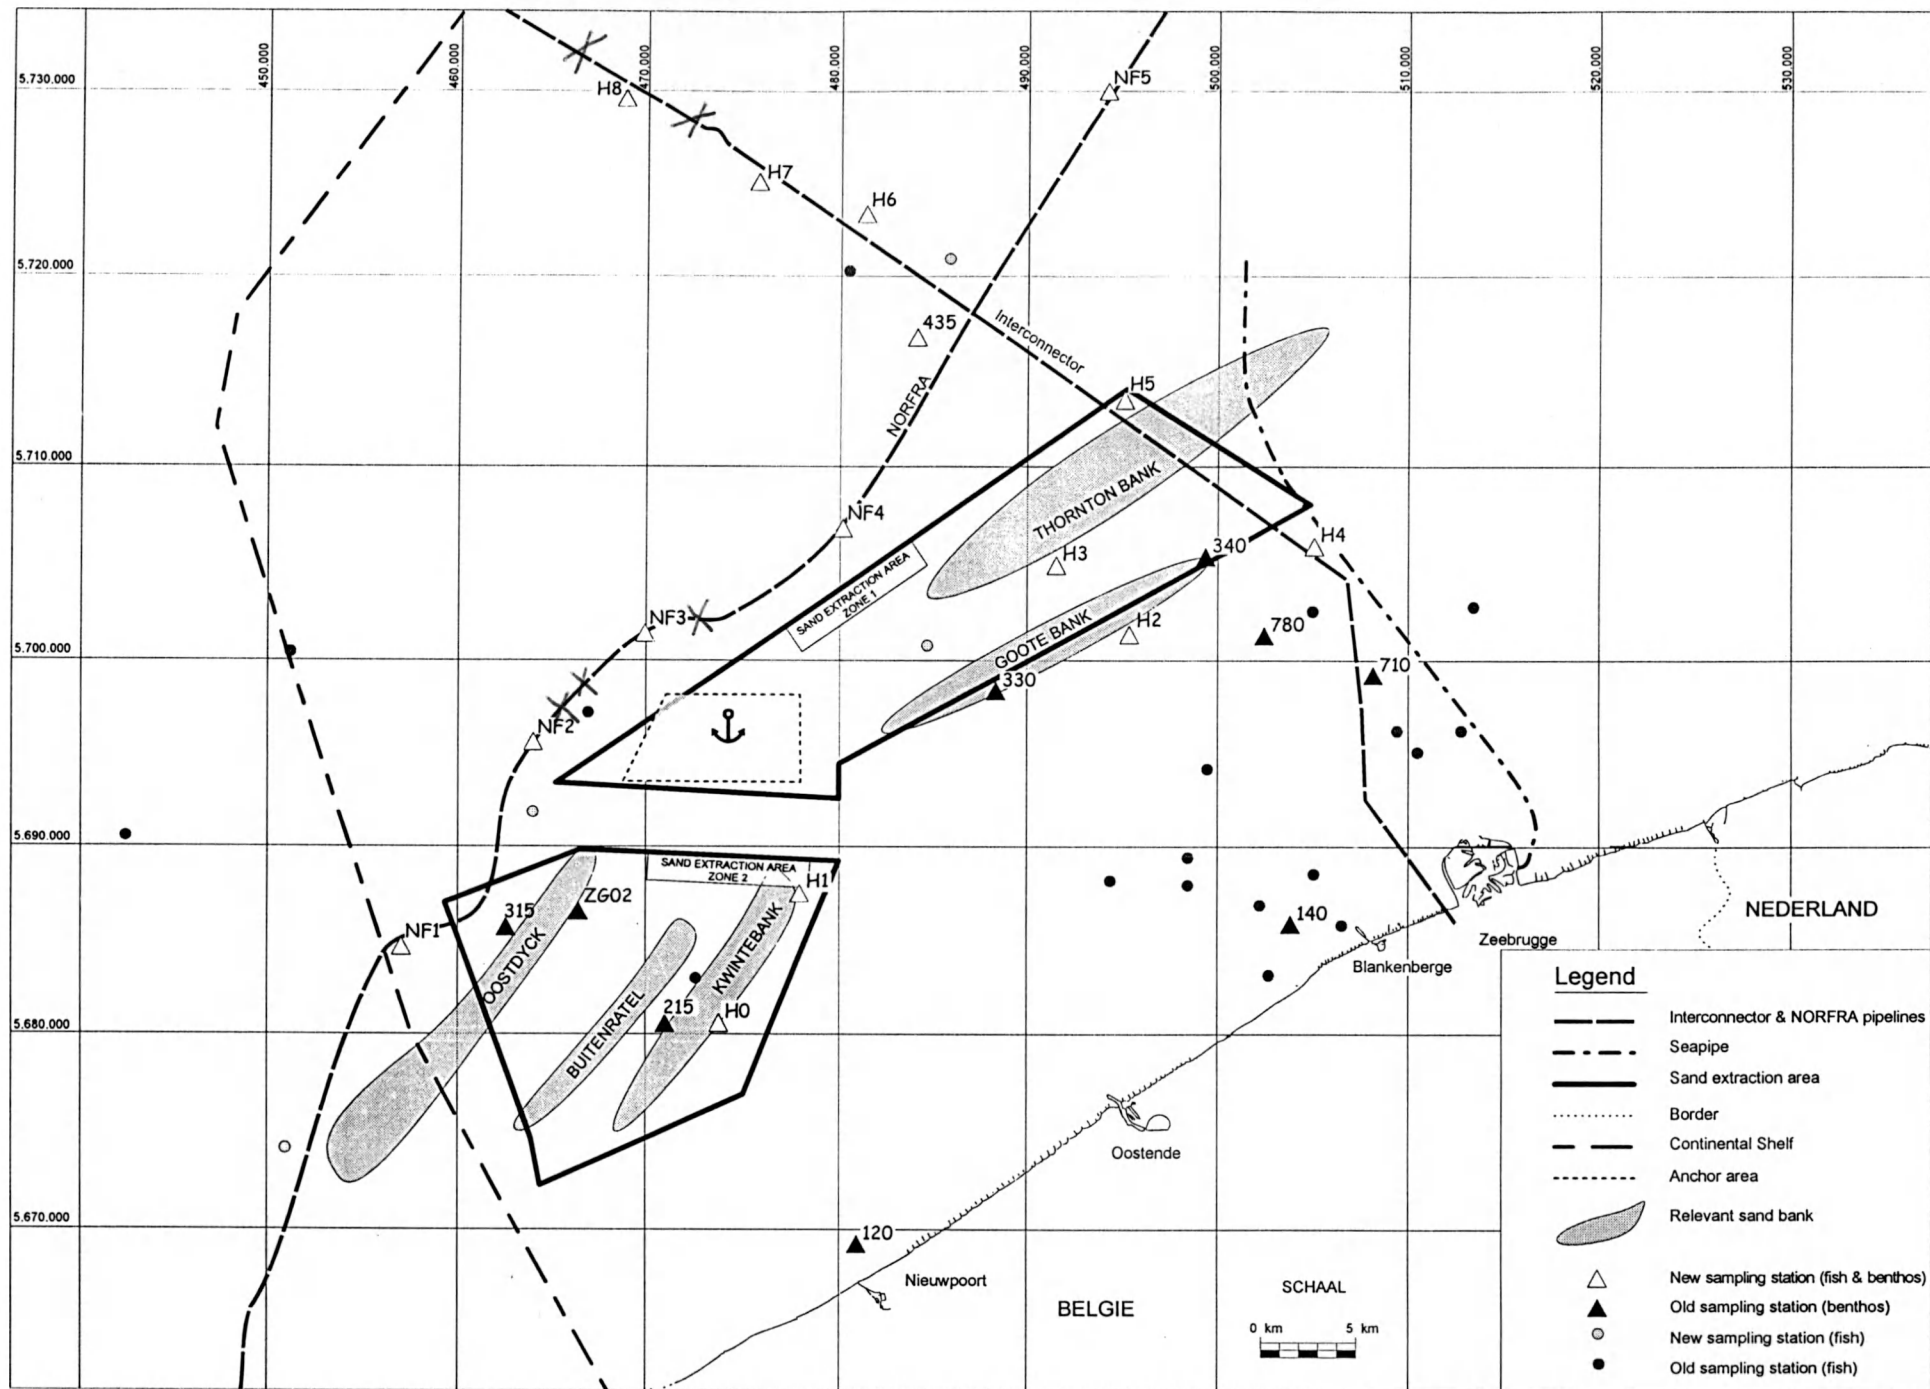 450.000
460.000
470.000
480.000
490.000
500.000
510.000
520.000
530.000
5.730.000
H8
NF5
H7
H6
5.720.000
435
Interconnector
NORFRA
H5
5.710.000
THORNTON BANK
NF4
SAND EXTRACTION AREA
ZONE 1
H3
340
H4
NF3
GOOTE BANK
H2
780
5.700.000
330
710
NF2
5.690.000
SAND EXTRACTION AREA
ZONE 2
H1
315
ZG02
NF1
OOSTDYCK
BUITENRATEL
KWINTEBANK
215
H0
140
5.680.000
NEDERLAND
Zeebrugge
Blankenberge
Oostende
5.670.000
120
Nieuwpoort
BELGIE
SCHAAL
0 km 5 km
Legend
Interconnector & NORFRA pipelines
Seapipe
Sand extraction area
Border
Continental Shelf
Anchor area
Relevant sand bank
New sampling station (fish & benthos)
Old sampling station (benthos)
New sampling station (fish)
Old sampling station (fish)